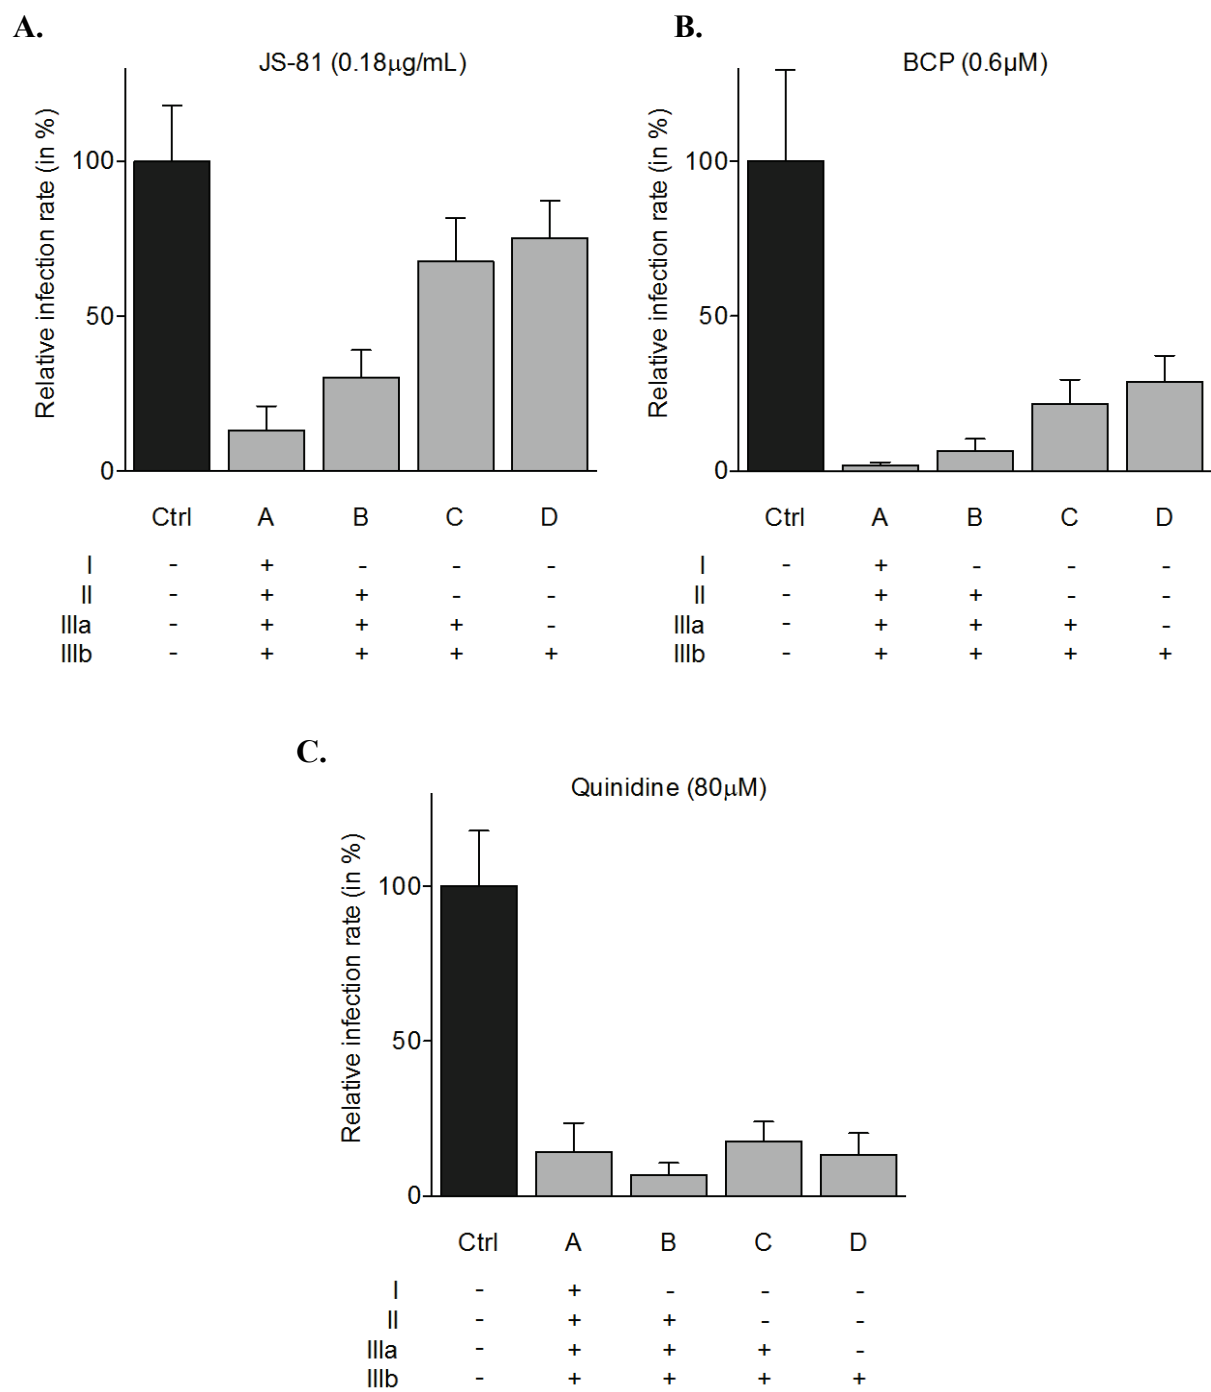 A.
JS-81 (0.18μg/mL)
Relative infection rate (in %)
100
50
0
Ctrl A B C D
I - + - - -
II - + + - -
IIIa - + + + -
IIIb - + + + +
B.
BCP (0.6µM)
Relative infection rate (in %)
100
50
0
Ctrl A B C D
I - + - - -
II - + + - -
IIIa - + + + -
IIIb - + + + +
C.
Quinidine (80μM)
Relative infection rate (in %)
100
50
0
Ctrl A B C D
I - + - - -
II - + + - -
IIIa - + + + -
IIIb - + + + +